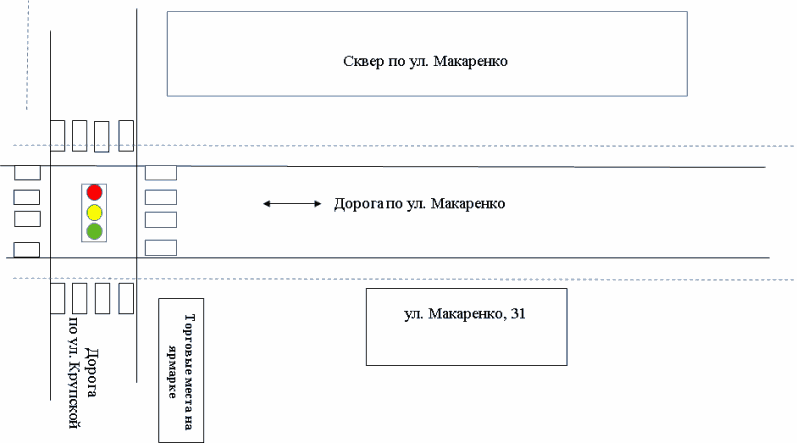 Сквер по ул. Макаренко
Дорога по ул. Макаренко
ул. Макаренко, 31
Торговые места на
ярмарке
Дорога
по ул. Крупской